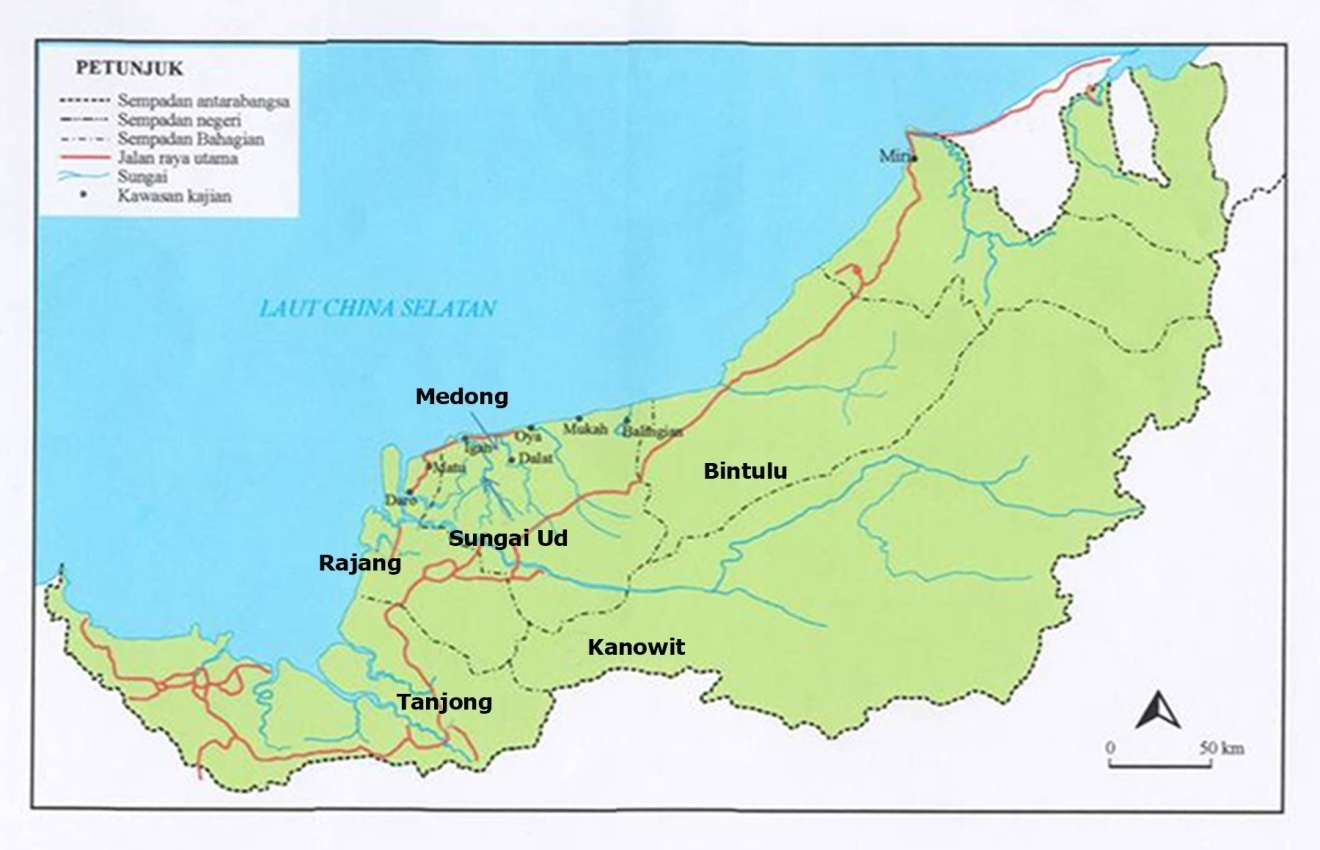 PETUNJUK
Sempadan antarabangsa
Sempadan negeri
Sempadan Bahagian
Jalan raya utama
Sungai
Kawasan kajian
Miri
LAUT CHINA SELATAN
Medong
Igan
Oya
Mukah
Balingian
Matu
Dalat
Daro
Bintulu
Sungai Ud
Rajang
Kanowit
Tanjong
0 50 km